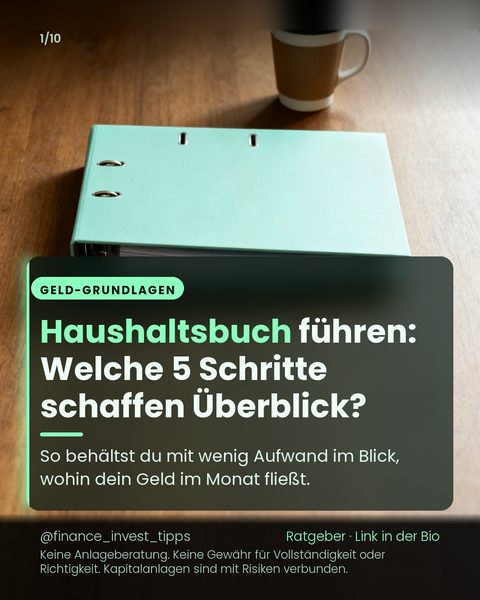 1/10
GELD-GRUNDLAGEN
Haushaltsbuch führen:
Welche 5 Schritte
schaffen Überblick?
So behältst du mit wenig Aufwand im Blick,
wohin dein Geld im Monat fließt.
@finance_invest_tipps
Ratgeber · Link in der Bio
Keine Anlageberatung. Keine Gewähr für Vollständigkeit oder
Richtigkeit. Kapitalanlagen sind mit Risiken verbunden.